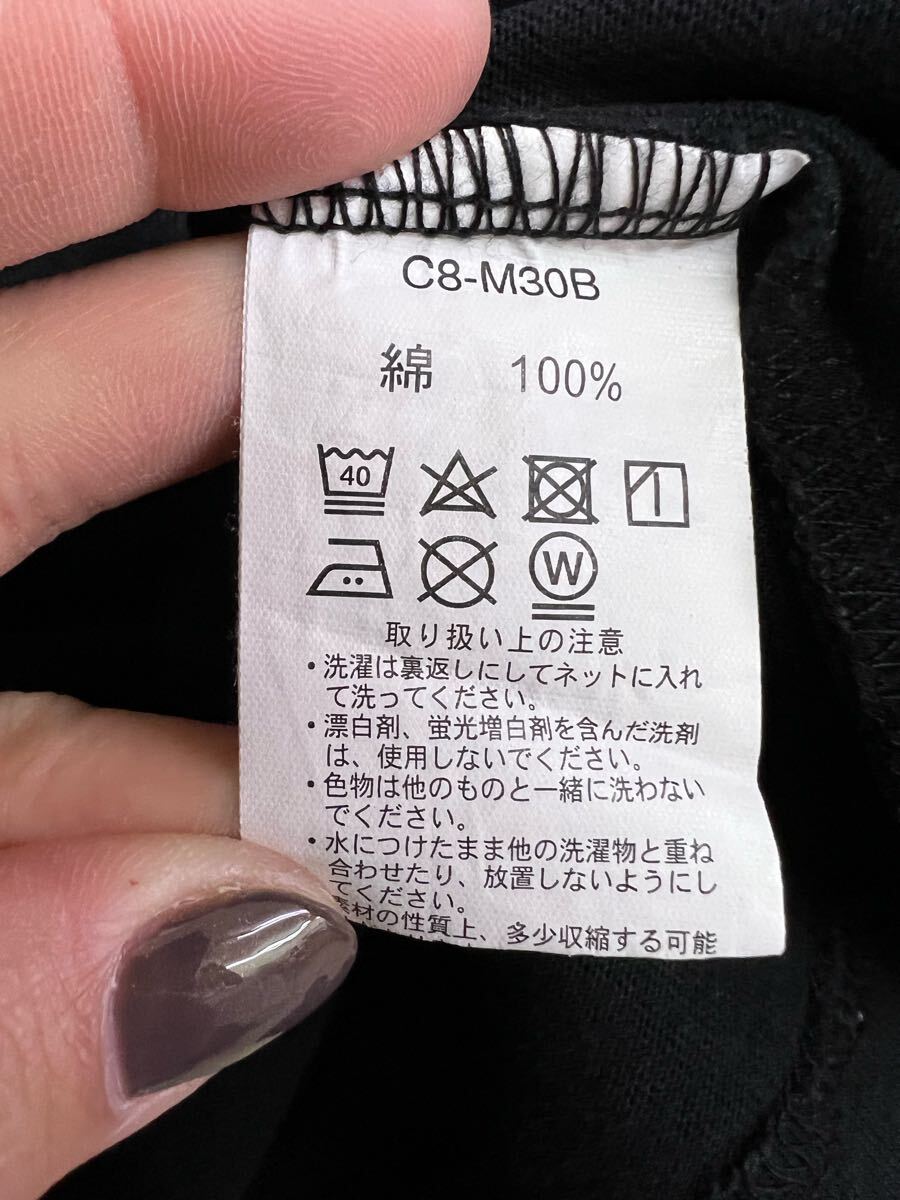 C8-M30B
綿 100%
40
W
取り扱い上の注意
・洗濯は裏返しにしてネットに入れ
て洗ってください。
・漂白剤、蛍光増白剤を含んだ洗剤
は、使用しないでください。
・色物は他のものと一緒に洗わない
でください。
・水につけたまま他の洗濯物と重ね
合わせたり、放置しないようにし
てください。
素材の性質上、多少収縮する可能